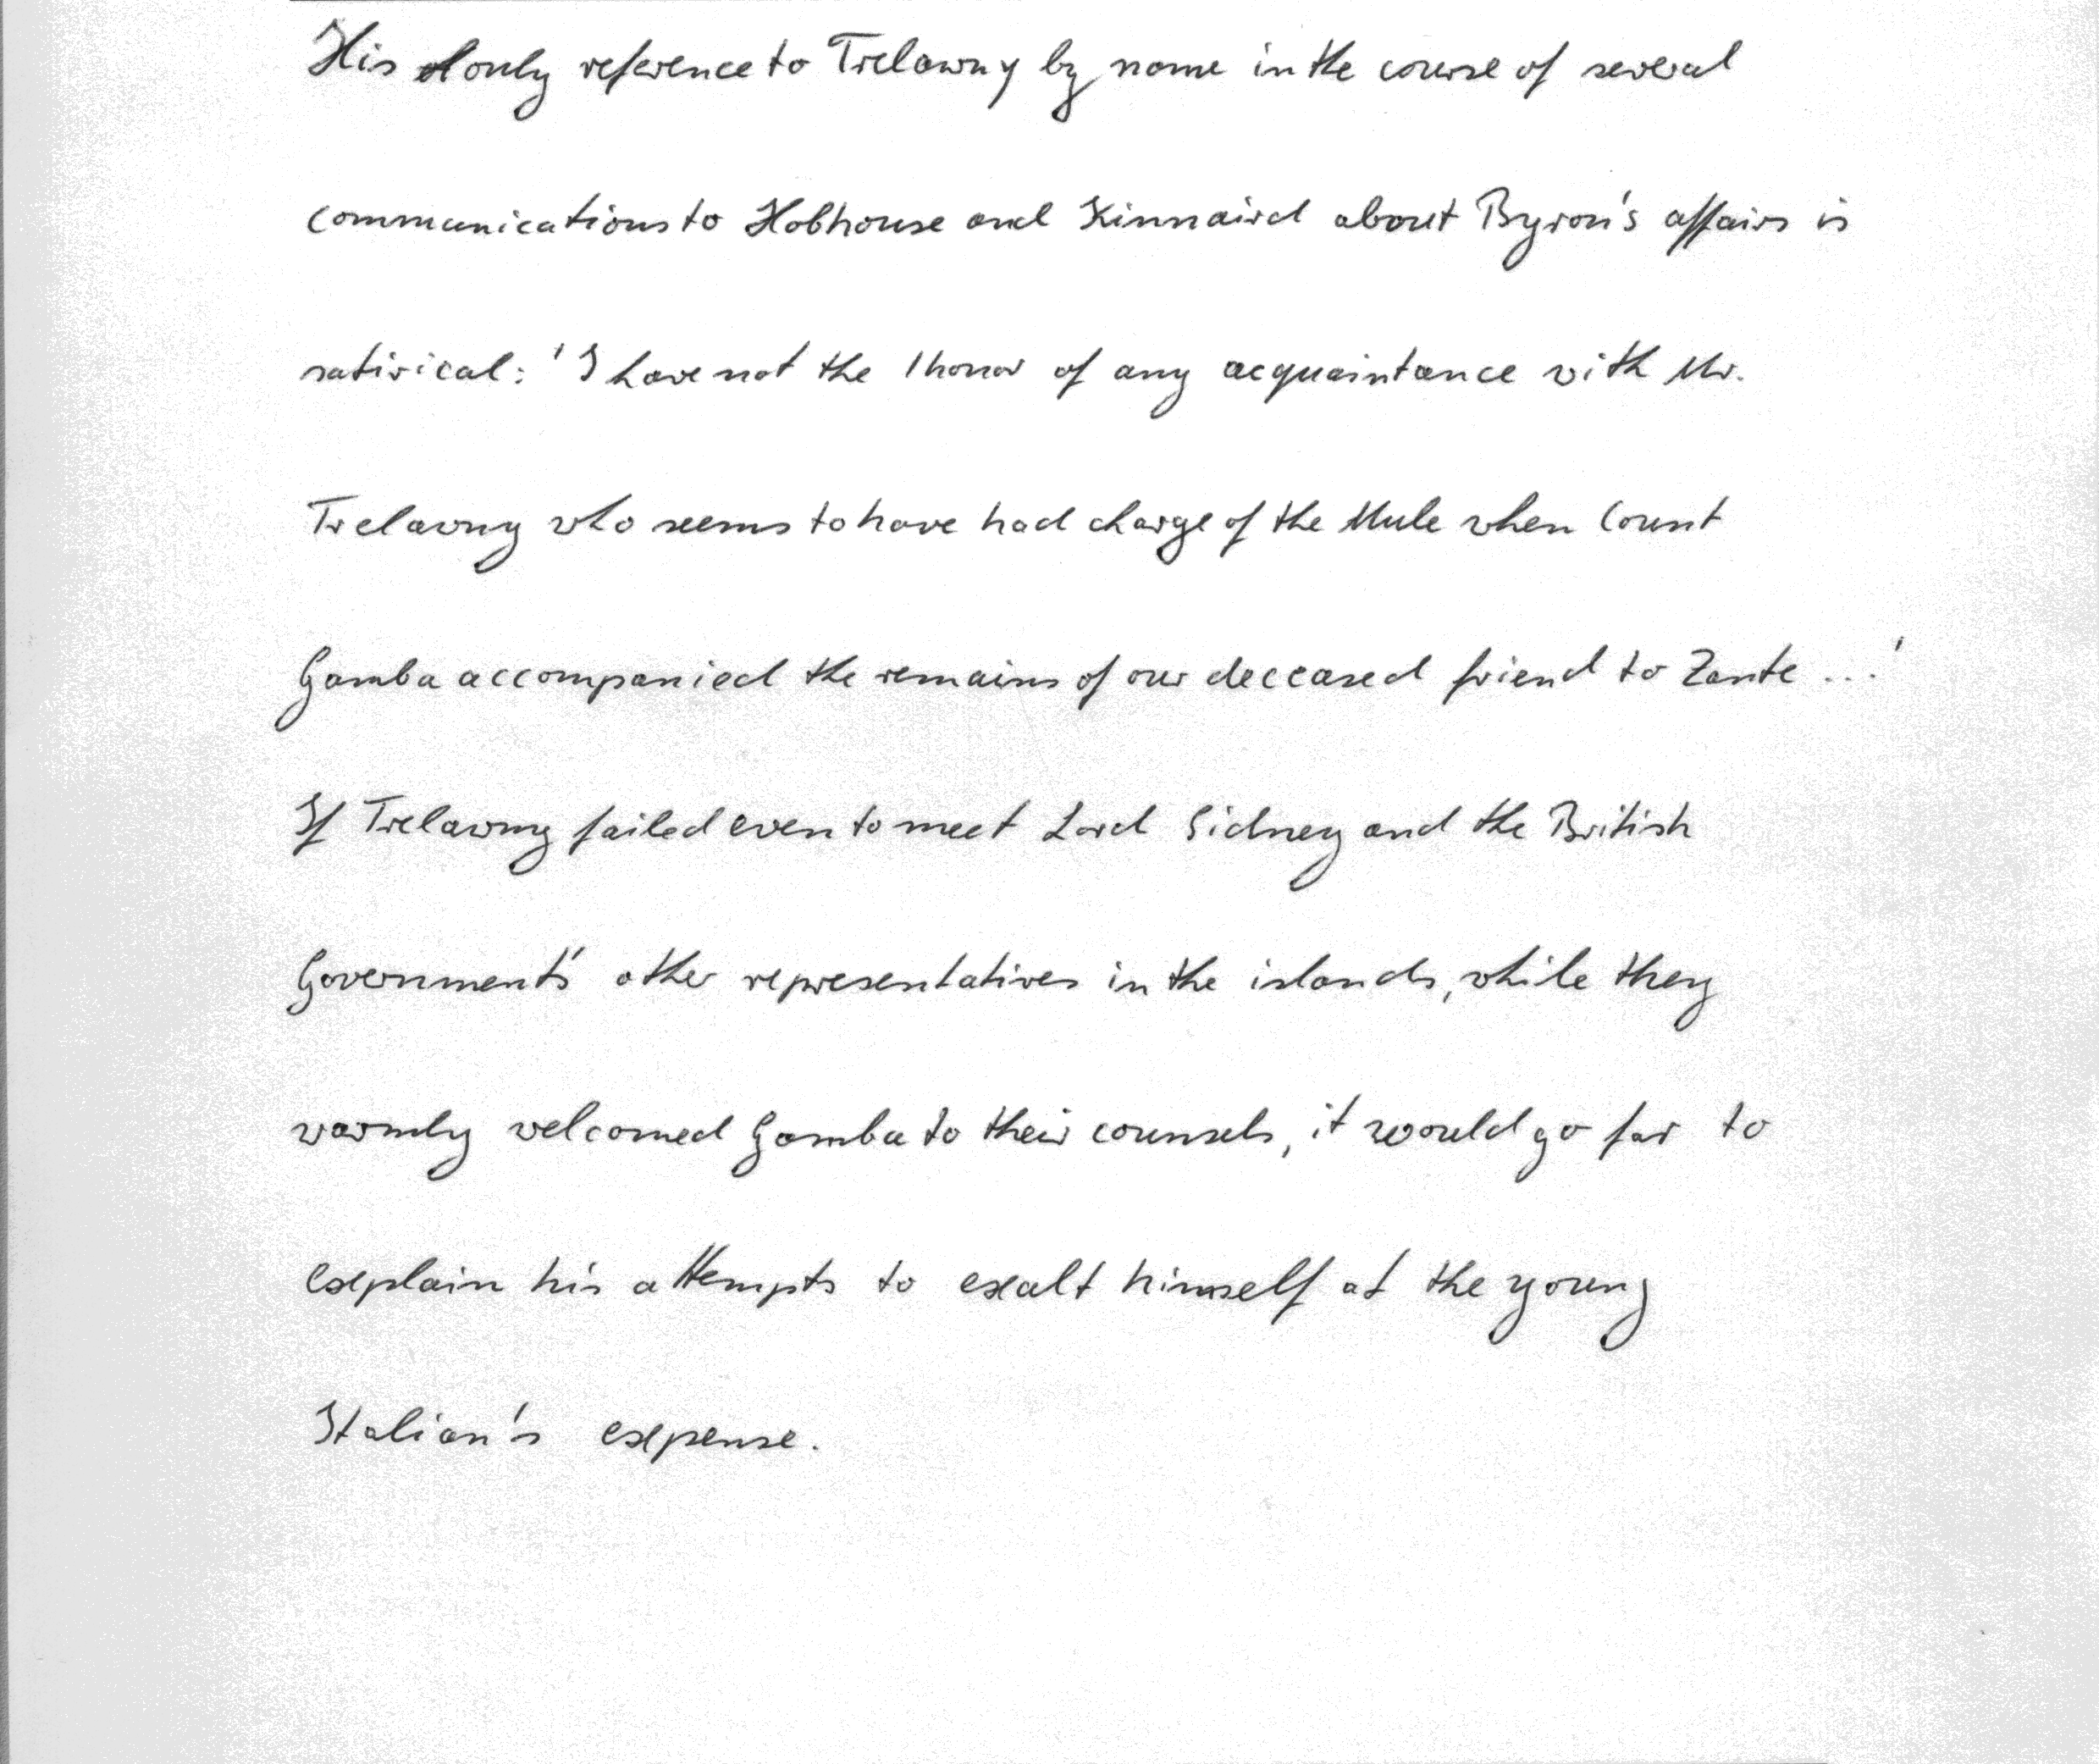 His only reference to Trelawny by name in the course of several
communications to Hobhouse and Kinnaird about Byron's affairs is
satirical: 'I have not the honor of any acquaintance with Mr.
Trelawny who seems to have had charge of the Mule when Count
Gamba accompanied the remains of our deceased friend to Zante ...'
If Trelawny failed even to meet Lord Sidney and the British
Government's other representatives in the islands, while they
warmly welcomed Gamba to their counsels, it would go far to
explain his attempts to exalt himself at the young
Italian's expense.